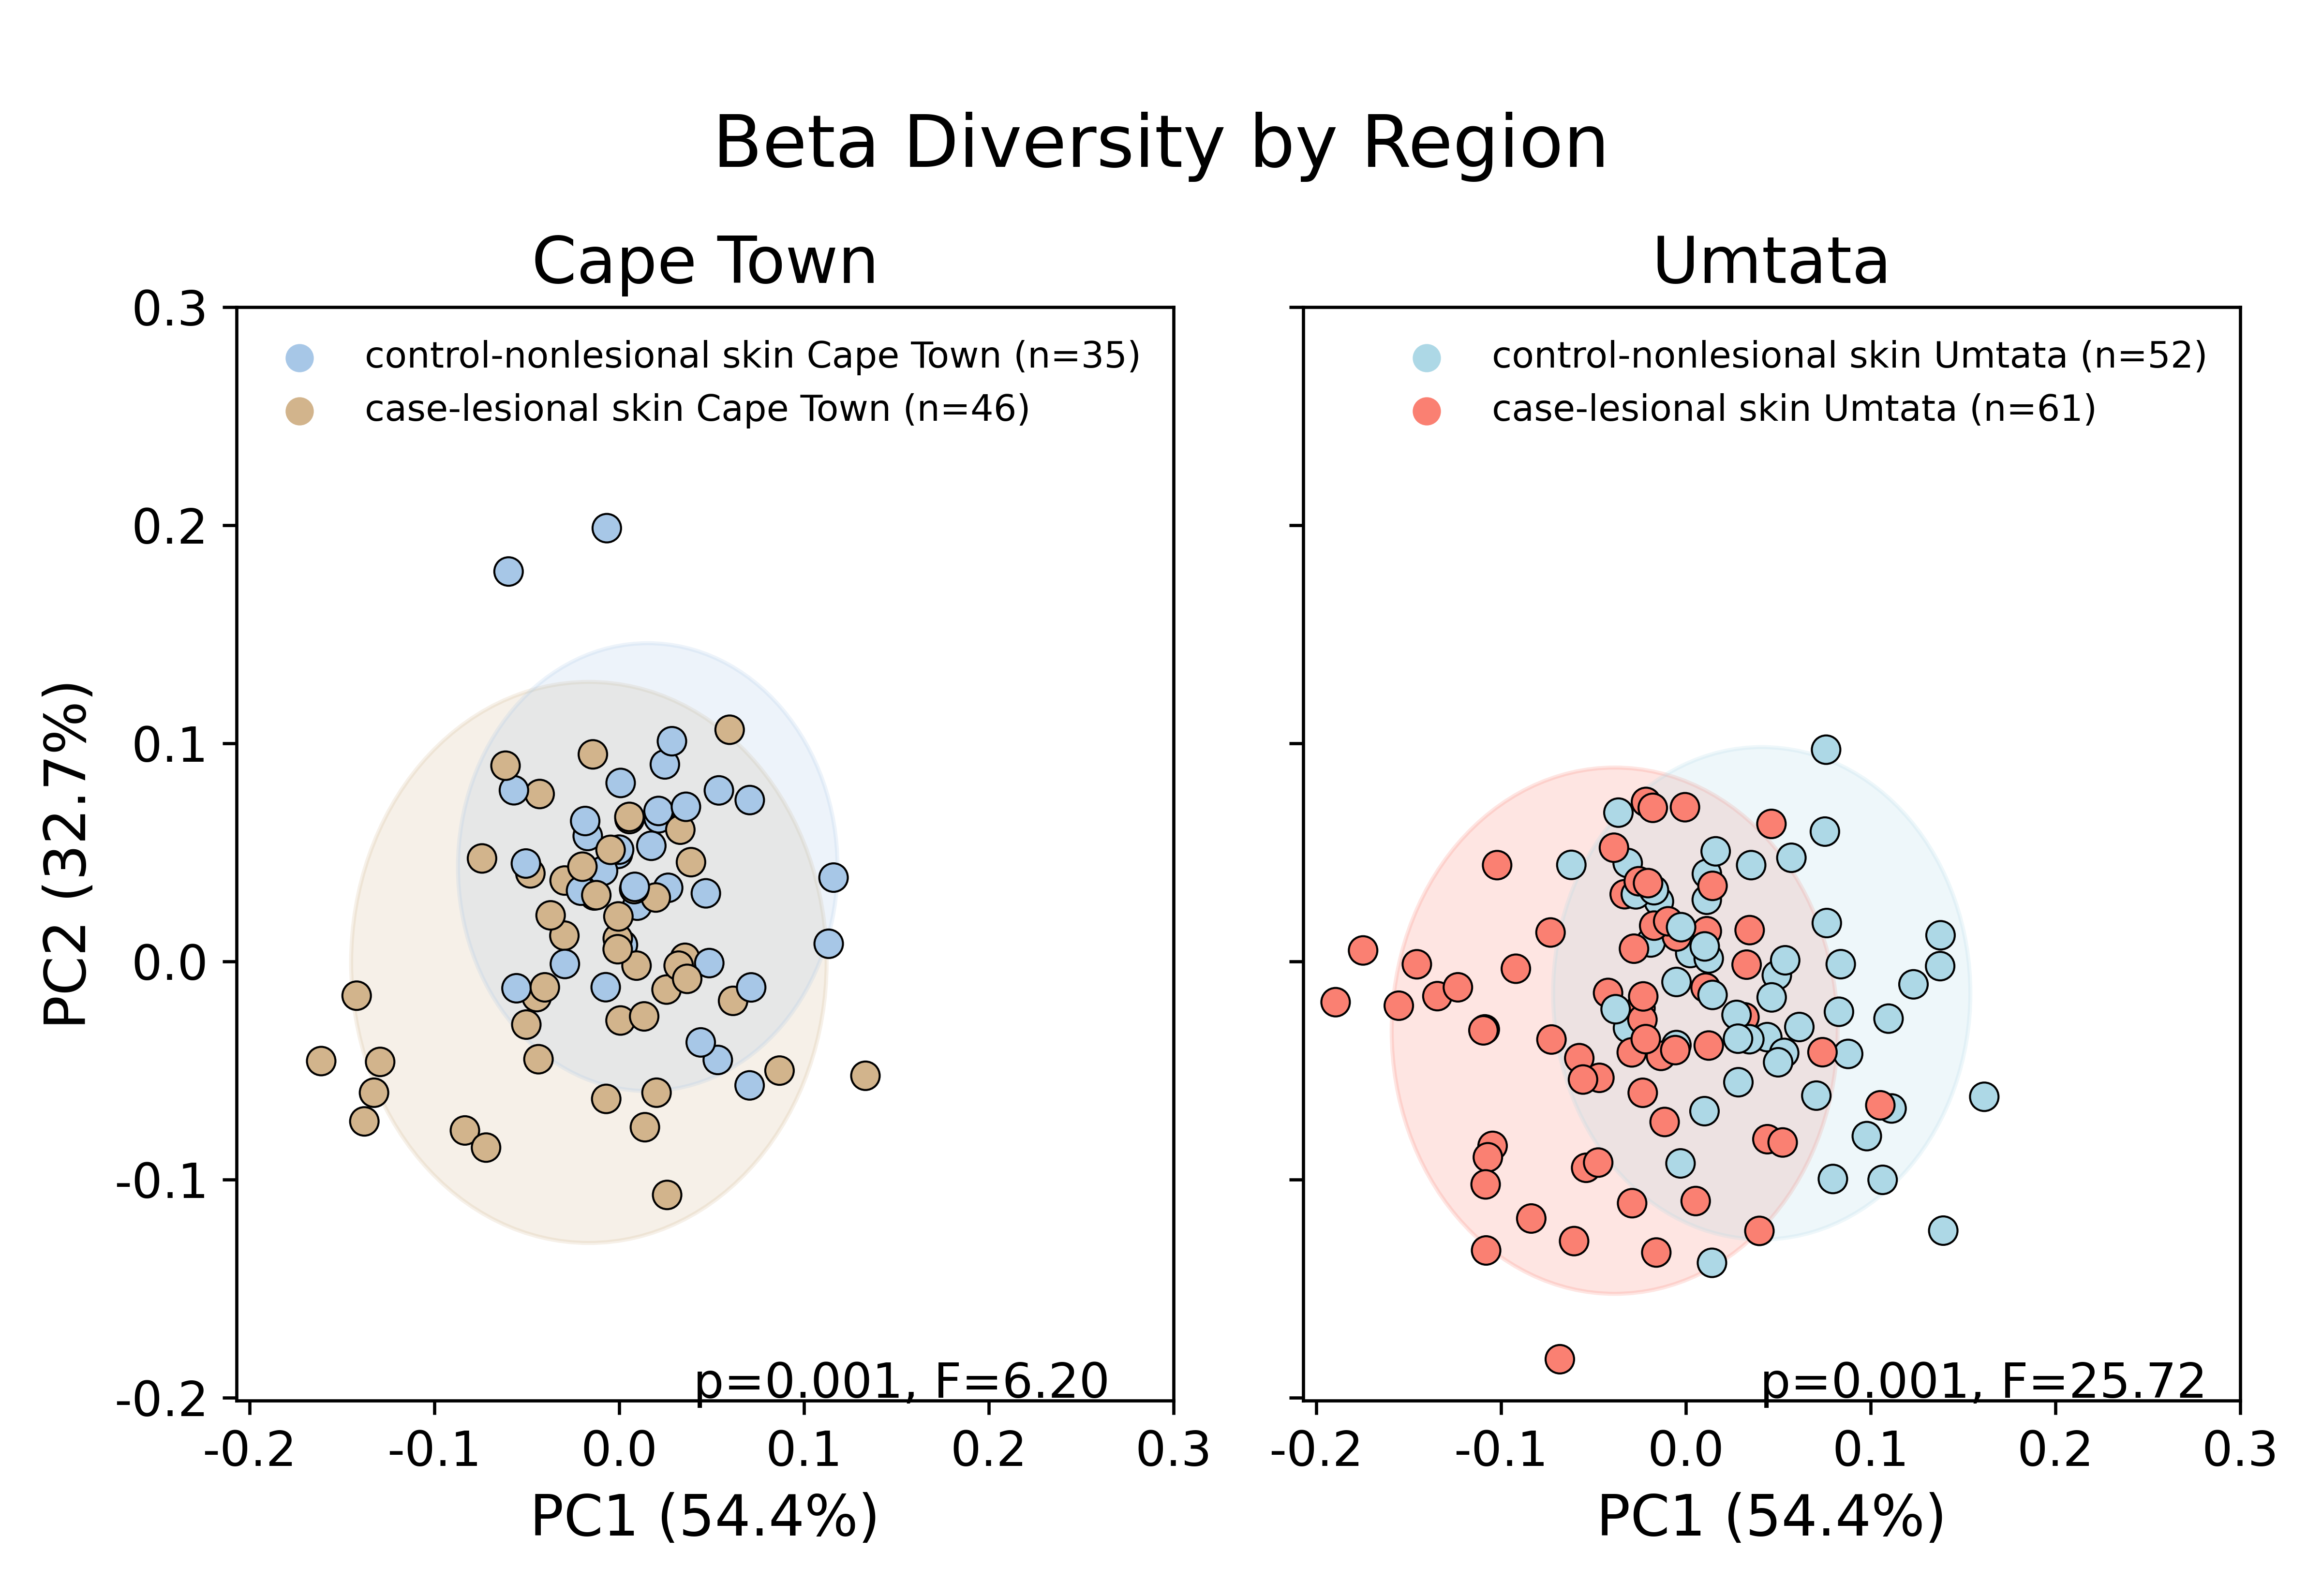 Beta Diversity by Region
Cape Town
Umtata
control-nonlesional skin Cape Town (n=35)
case-lesional skin Cape Town (n=46)
control-nonlesional skin Umtata (n=52)
case-lesional skin Umtata (n=61)
PC2 (32.7%)
0.3
0.2
0.1
0.0
-0.1
-0.2
p=0.001, F=6.20
p=0.001, F=25.72
-0.2 -0.1 0.0 0.1 0.2 0.3
-0.2 -0.1 0.0 0.1 0.2 0.3
PC1 (54.4%)
PC1 (54.4%)